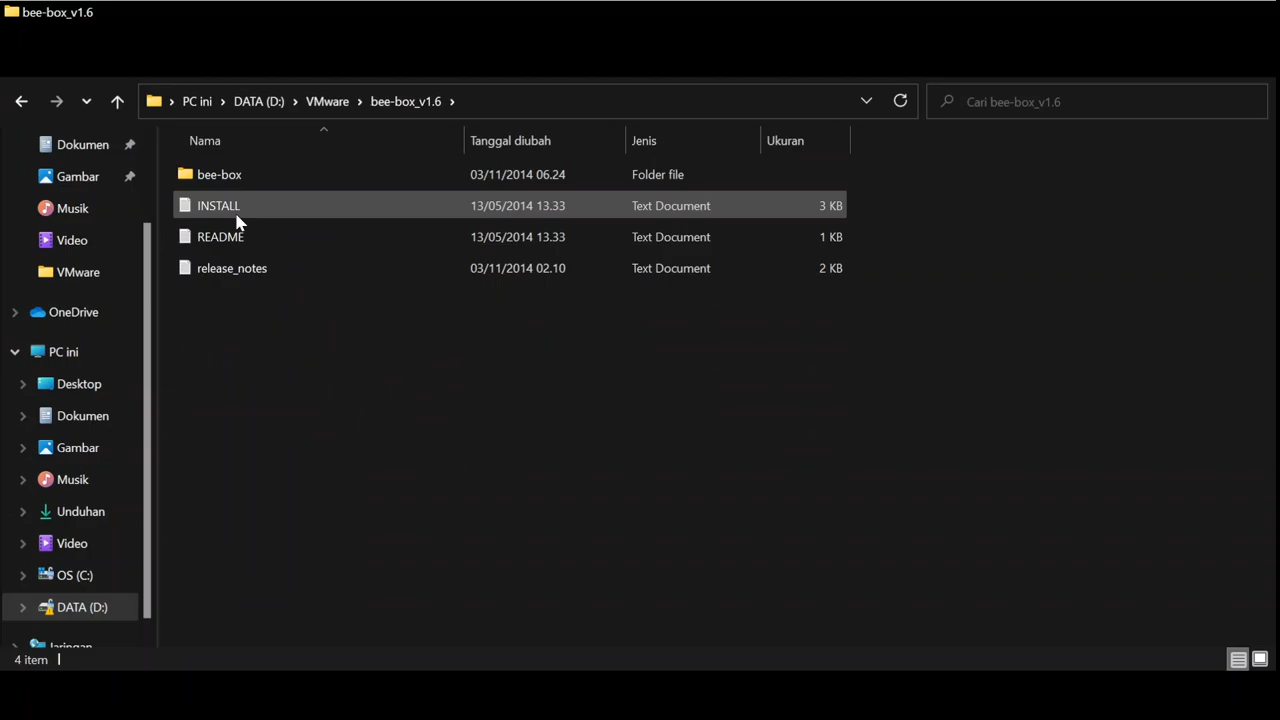 bee-box_v1.6
PC ini > DATA (D:) > VMware > bee-box_v1.6 >
Cari bee-box_v1.6
Nama Tanggal diubah Jenis Ukuran
bee-box 03/11/2014 06.24 Folder file
INSTALL 13/05/2014 13.33 Text Document 3 KB
README 13/05/2014 13.33 Text Document 1 KB
release_notes 03/11/2014 02.10 Text Document 2 KB
Dokumen
Gambar
Musik
Video
VMware
OneDrive
PC ini
Desktop
Dokumen
Gambar
Musik
Unduhan
Video
OS (C:)
DATA (D:)
Jaringan
4 item